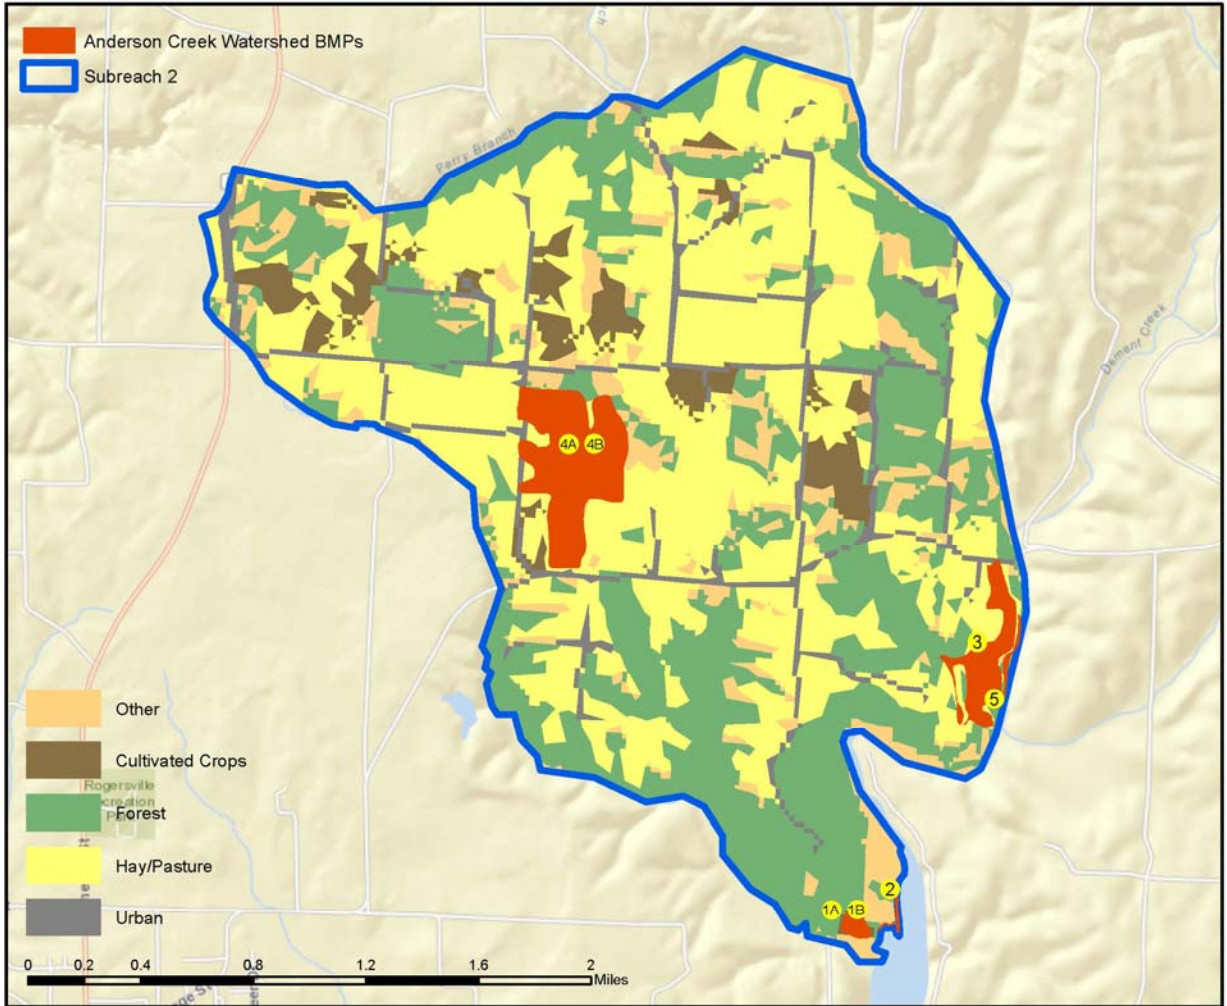 Anderson Creek Watershed BMPs
Subreach 2
Perry Branch
Dement Creek
4A
4B
3
5
2
1A
1B
Other
Cultivated Crops
Rogersville
Forest
Hay/Pasture
Urban
0 0.2 0.4 0.8 1.2 1.6 2
Miles